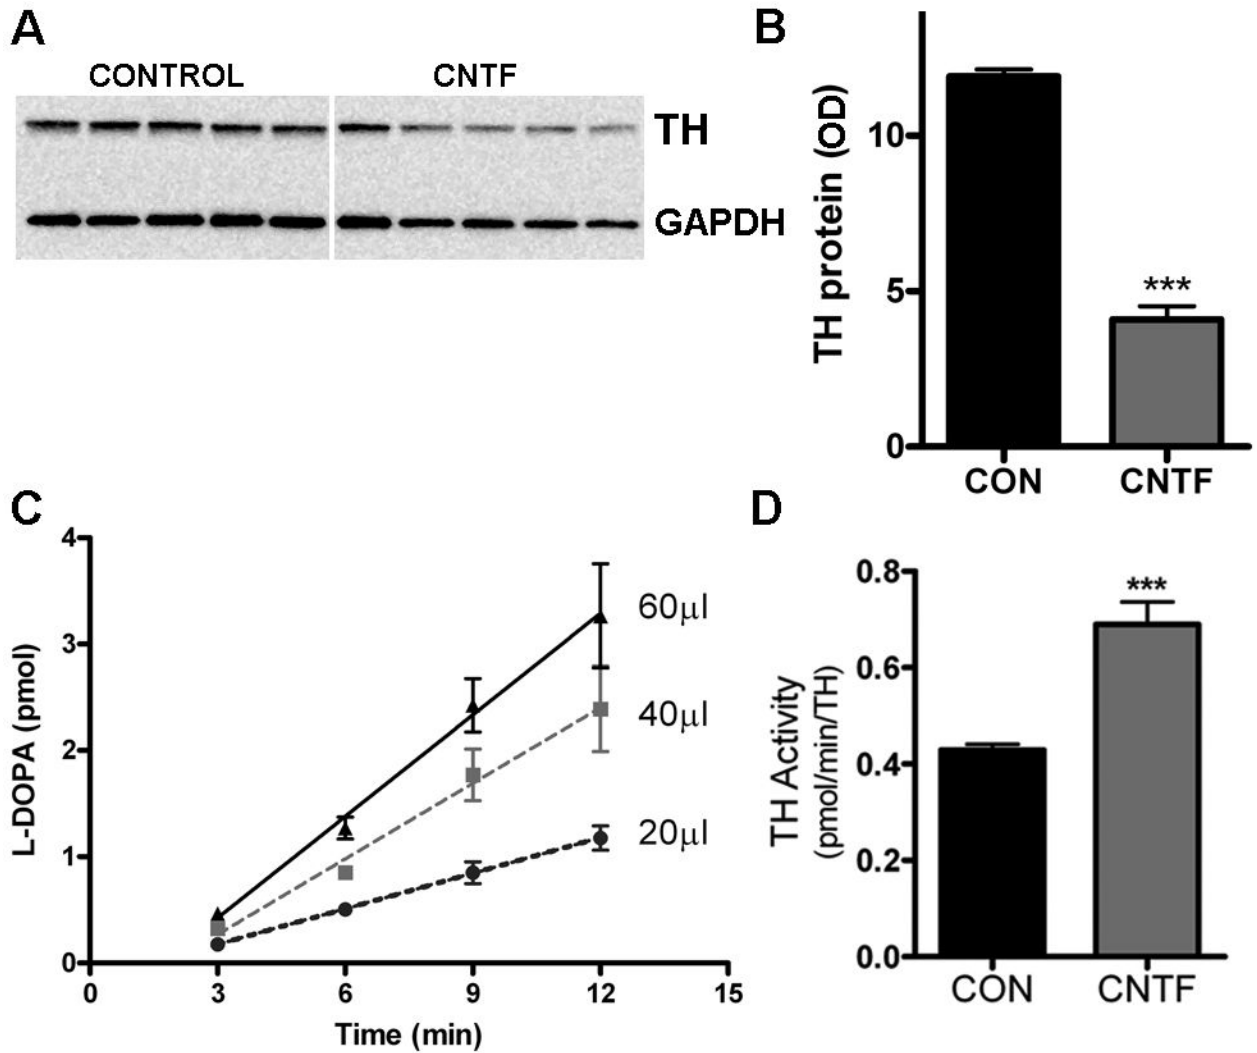 A
CONTROL CNTF
TH
GAPDH
B
TH protein (OD)
10
5
0
***
CON CNTF
C
L-DOPA (pmol)
4
3
2
1
0
0 3 6 9 12 15
Time (min)
60μl
40μl
20μl
D
TH Activity
(pmol/min/TH)
0.8
0.6
0.4
0.2
0.0
***
CON CNTF